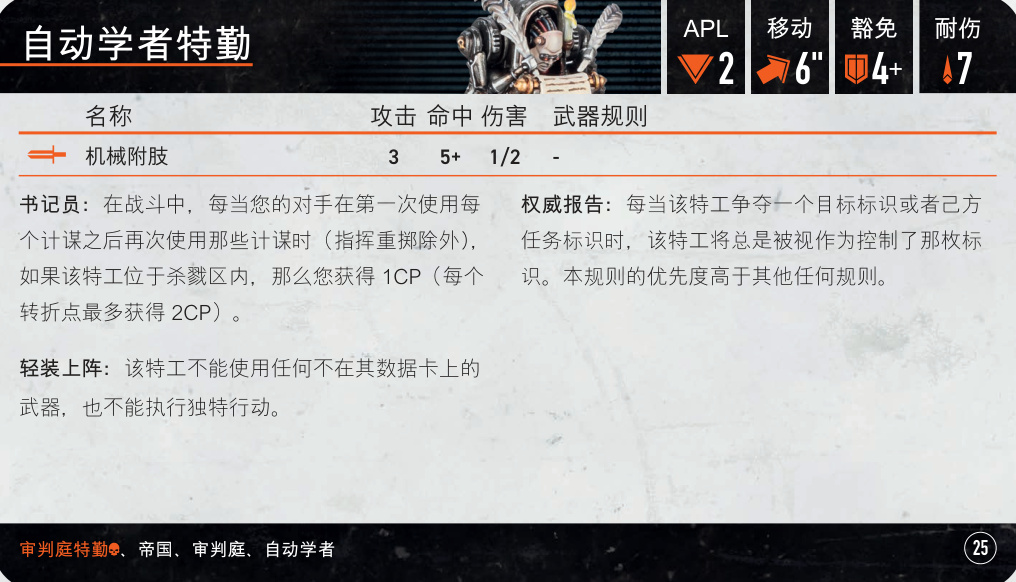 自动学者特勤
APL 移动 豁免 耐伤
2 6" 4+ 7
名称 攻击 命中 伤害 武器规则
机械附肢 3 5+ 1/2 -
书记员：在战斗中，每当您的对手在第一次使用每
个计谋之后再次使用那些计谋时（指挥重掷除外），
如果该特工位于杀戮区内，那么您获得 1CP（每个
转折点最多获得 2CP）。
轻装上阵：该特工不能使用任何不在其数据卡上的
武器，也不能执行独特行动。
权威报告：每当该特工争夺一个目标标识或者己方
任务标识时，该特工将总是被视作为控制了那枚标
识。本规则的优先度高于其他任何规则。
审判庭特勤、帝国、审判庭、自动学者
25